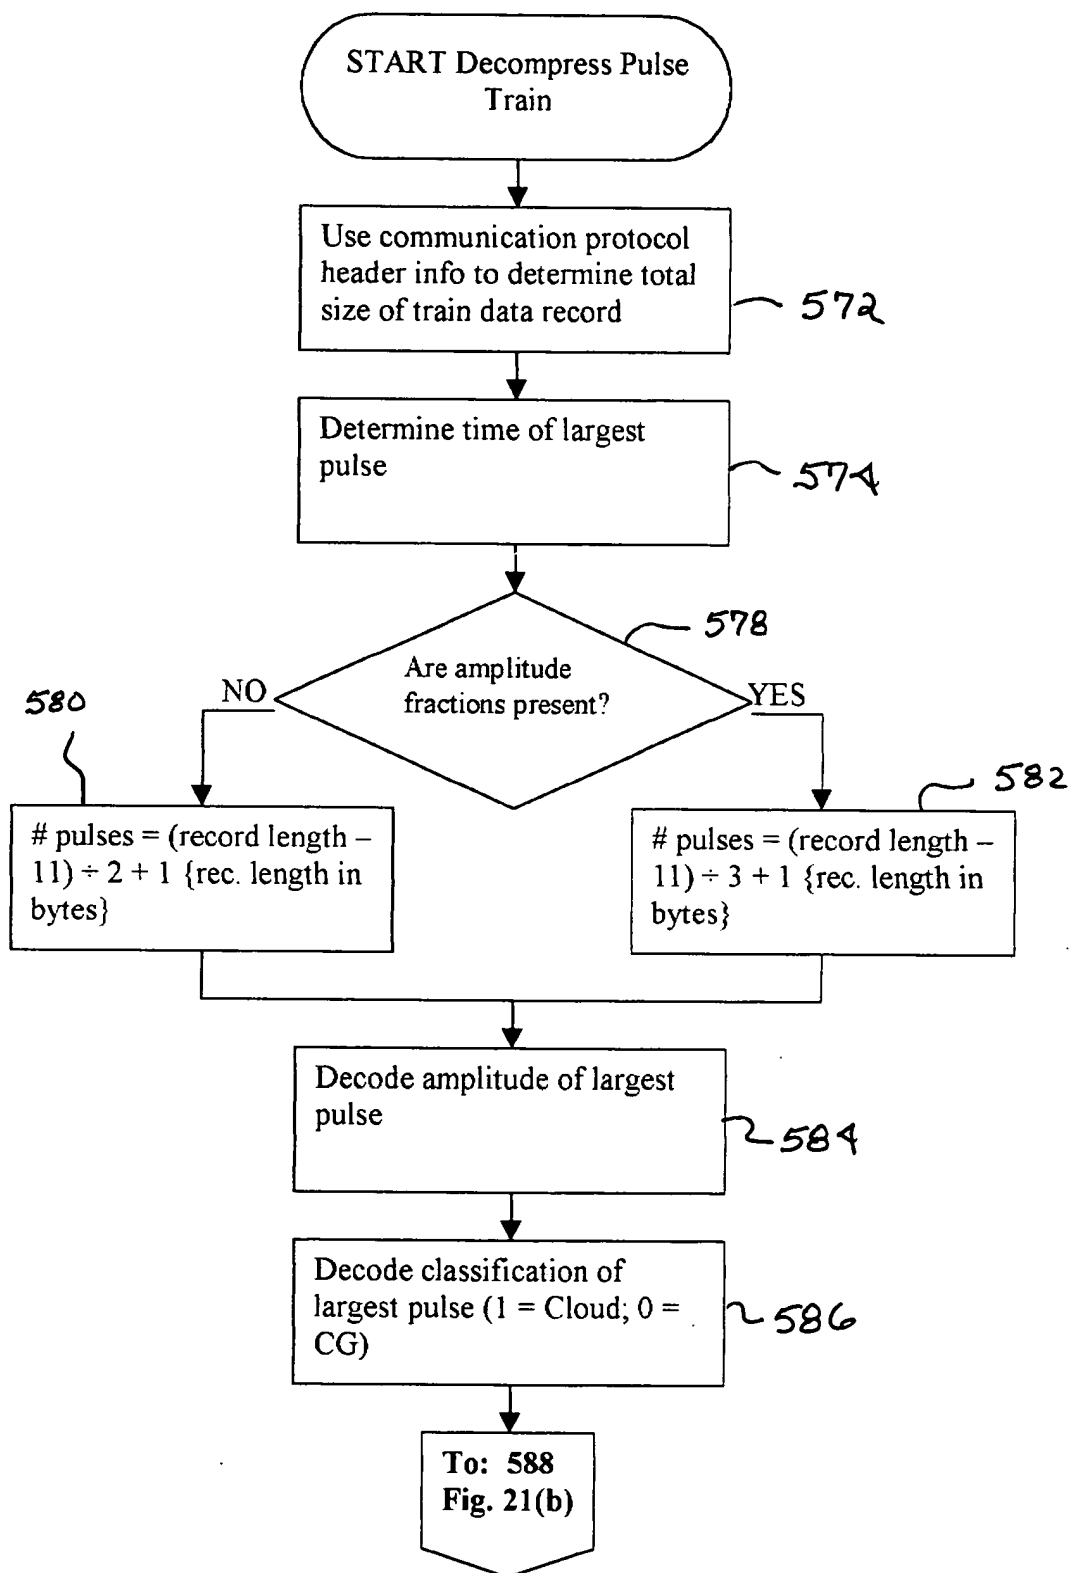 START Decompress Pulse
Train
Use communication protocol
header info to determine total
size of train data record
572
Determine time of largest
pulse
574
578
Are amplitude
fractions present?
NO
YES
580
582
# pulses = (record length –
11) ÷ 2 + 1 {rec. length in
bytes}
# pulses = (record length –
11) ÷ 3 + 1 {rec. length in
bytes}
Decode amplitude of largest
pulse
584
Decode classification of
largest pulse (1 = Cloud; 0 =
CG)
586
To: 588
Fig. 21(b)